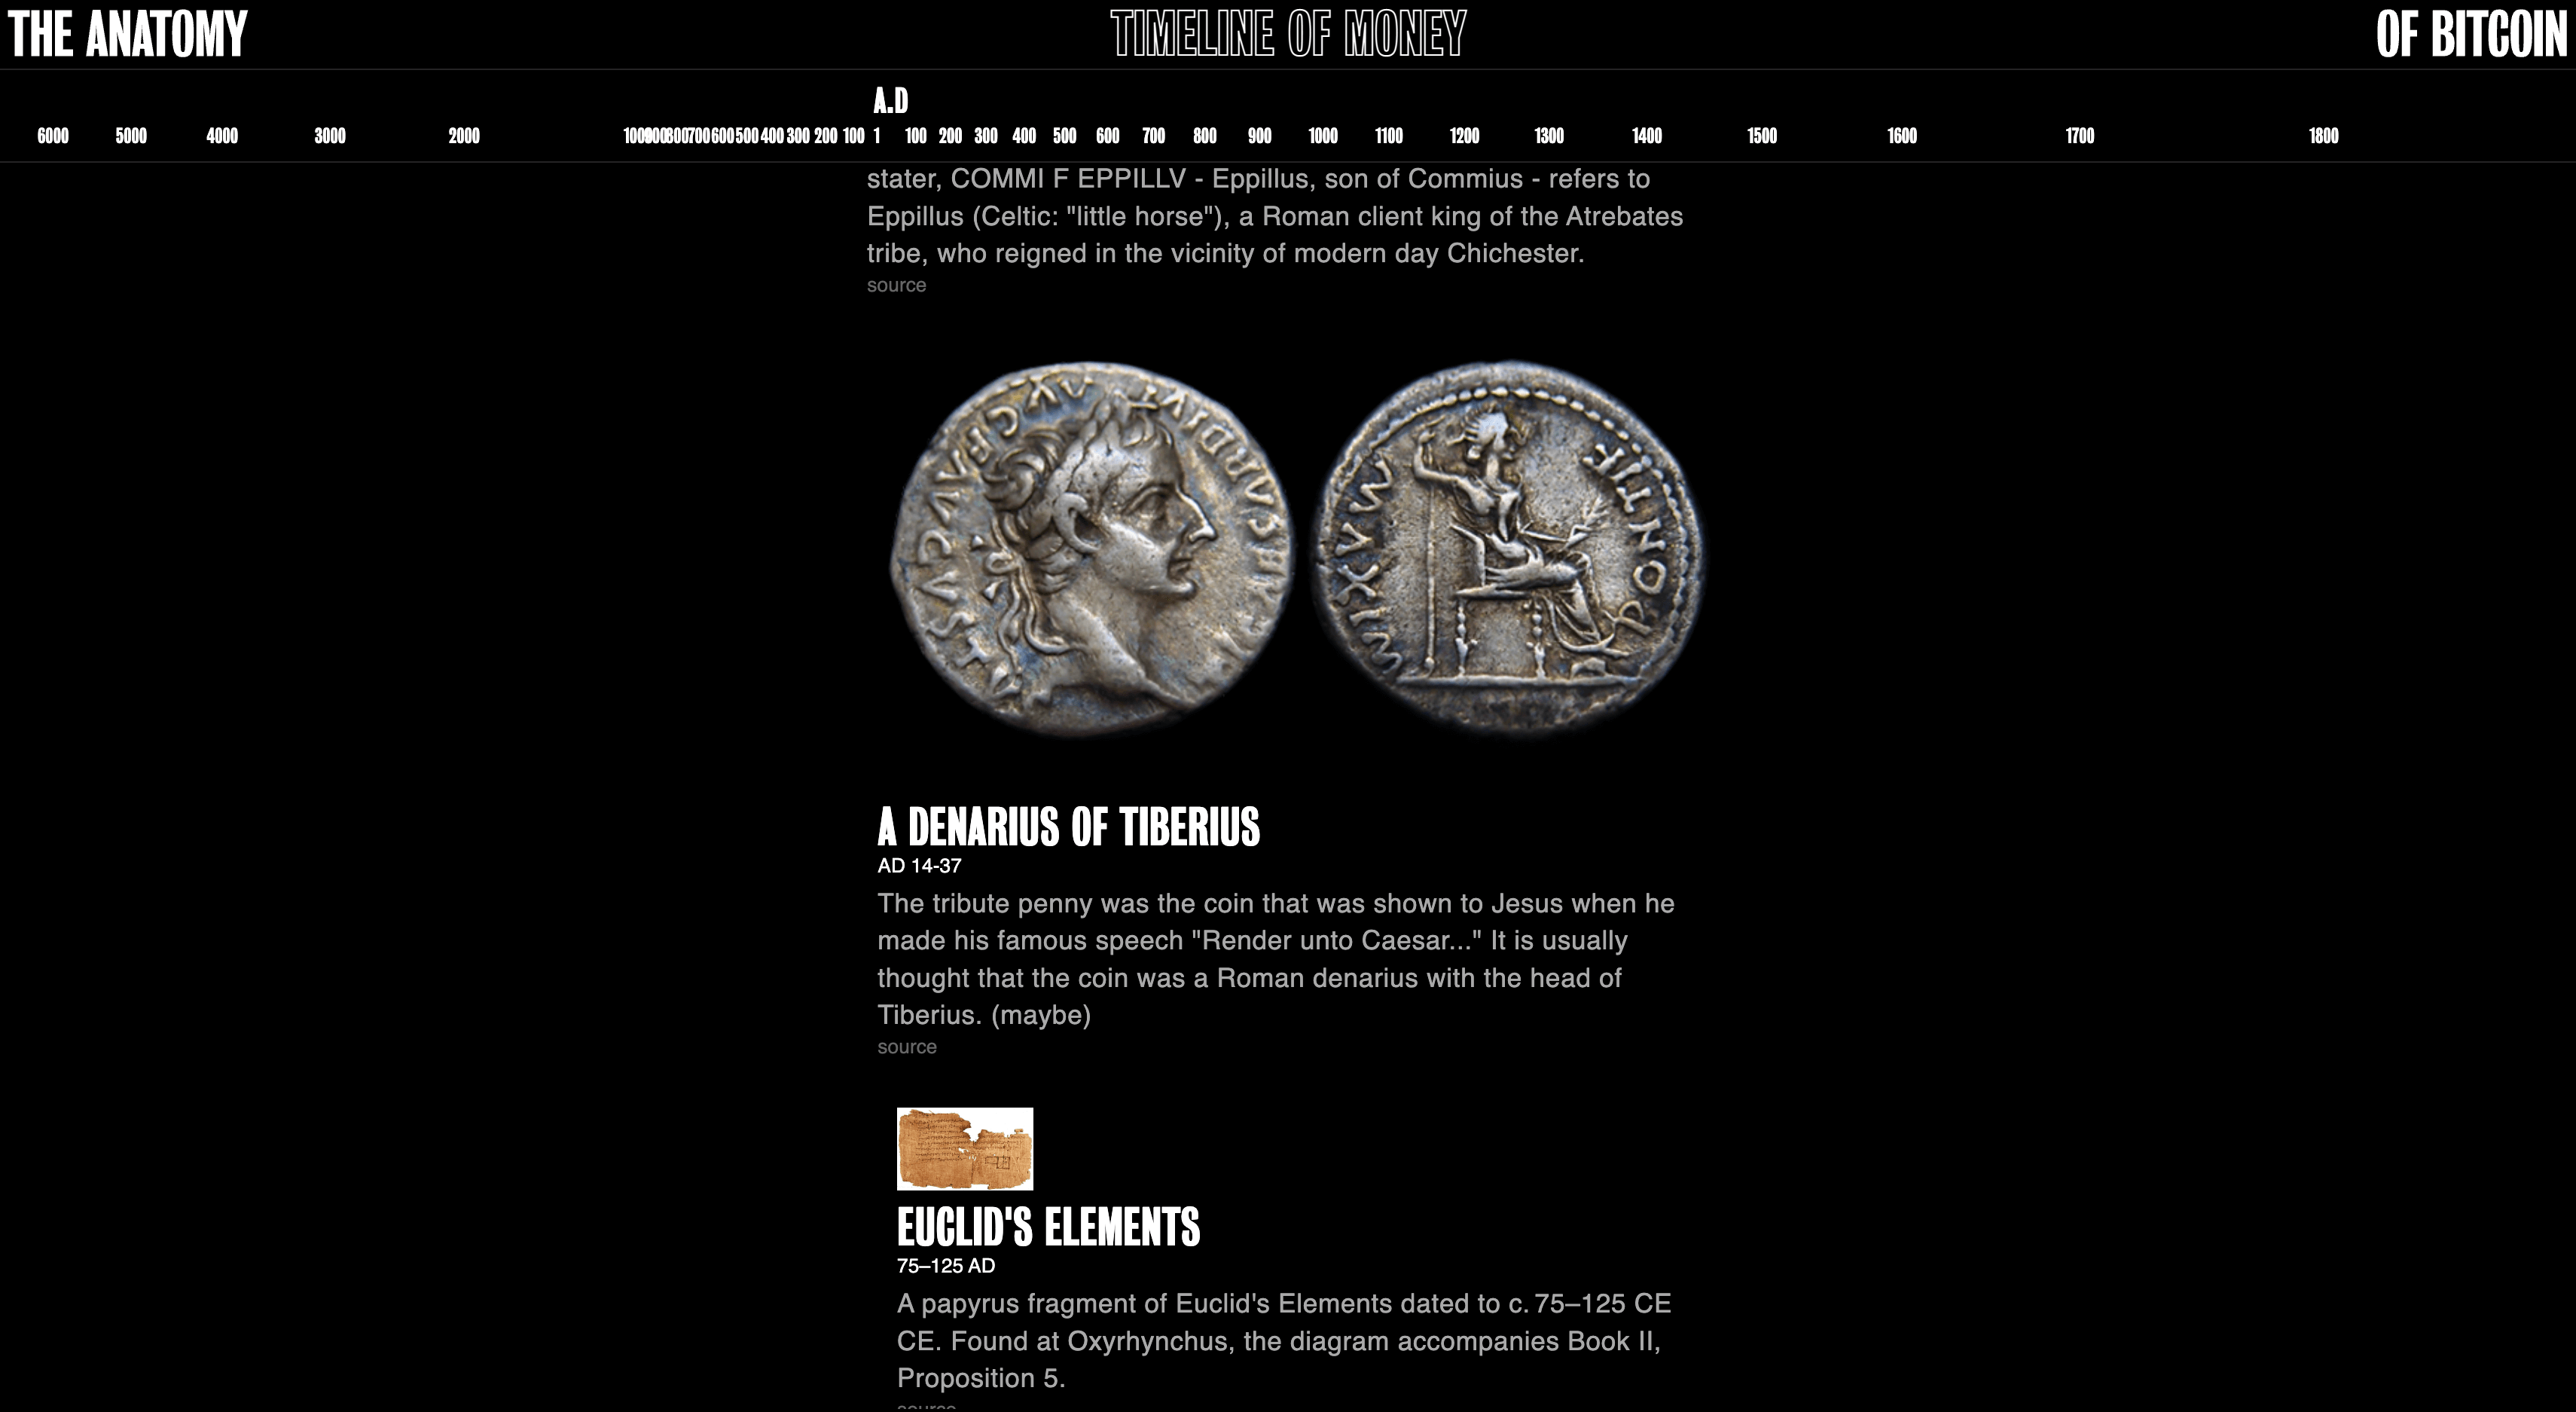 THE ANATOMY
TIMELINE OF MONEY
OF BITCOIN
A.D
6000 5000 4000 3000 2000 1000 900 800 700 600 500 400 300 200 100 1 100 200 300 400 500 600 700 800 900 1000 1100 1200 1300 1400 1500 1600 1700 1800
stater, COMMI F EPPILLV - Eppillus, son of Commius - refers to
Eppillus (Celtic: "little horse"), a Roman client king of the Atrebates
tribe, who reigned in the vicinity of modern day Chichester.
source
PONTIF
MAXIM
A DENARIUS OF TIBERIUS
AD 14-37
The tribute penny was the coin that was shown to Jesus when he
made his famous speech "Render unto Caesar..." It is usually
thought that the coin was a Roman denarius with the head of
Tiberius. (maybe)
source
EUCLID'S ELEMENTS
75–125 AD
A papyrus fragment of Euclid's Elements dated to c. 75–125 CE
CE. Found at Oxyrhynchus, the diagram accompanies Book II,
Proposition 5.
source